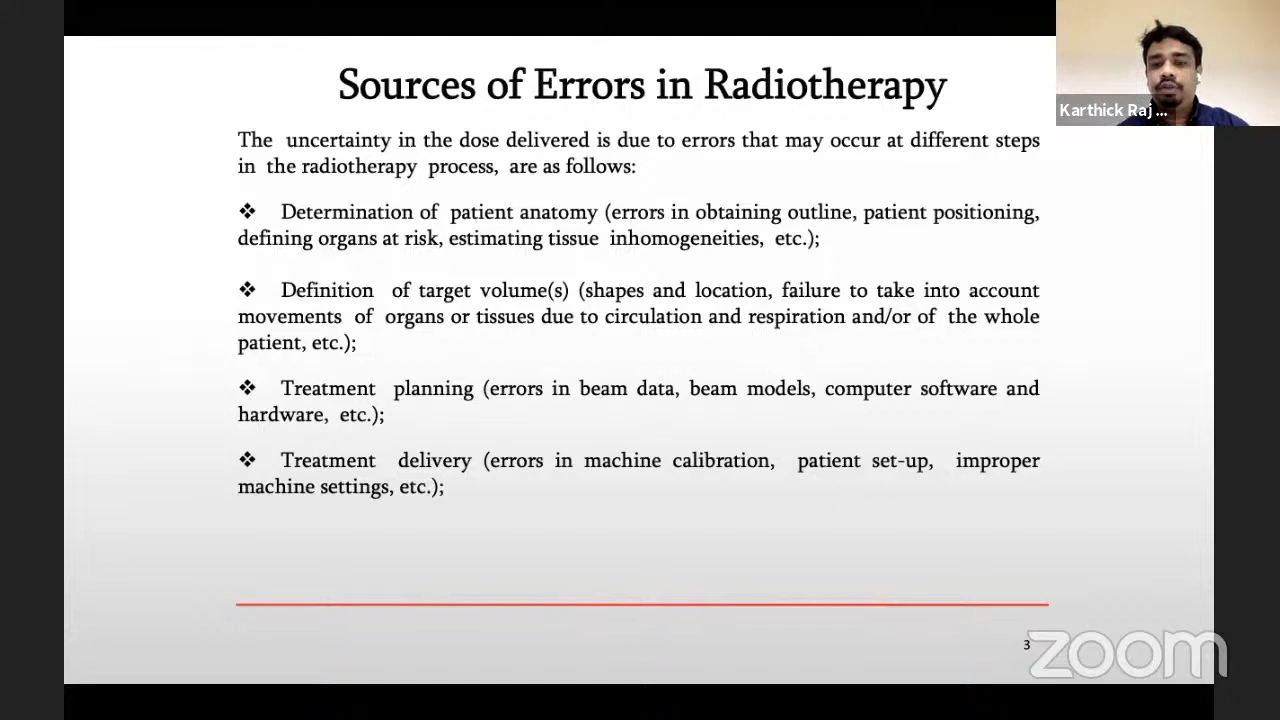 Sources of Errors in Radiotherapy
Karthick Raj ...
The uncertainty in the dose delivered is due to errors that may occur at different steps
in the radiotherapy process, are as follows:
❖ Determination of patient anatomy (errors in obtaining outline, patient positioning,
defining organs at risk, estimating tissue inhomogeneities, etc.);
❖ Definition of target volume(s) (shapes and location, failure to take into account
movements of organs or tissues due to circulation and respiration and/or of the whole
patient, etc.);
❖ Treatment planning (errors in beam data, beam models, computer software and
hardware, etc.);
❖ Treatment delivery (errors in machine calibration, patient set-up, improper
machine settings, etc.);
3
zoom